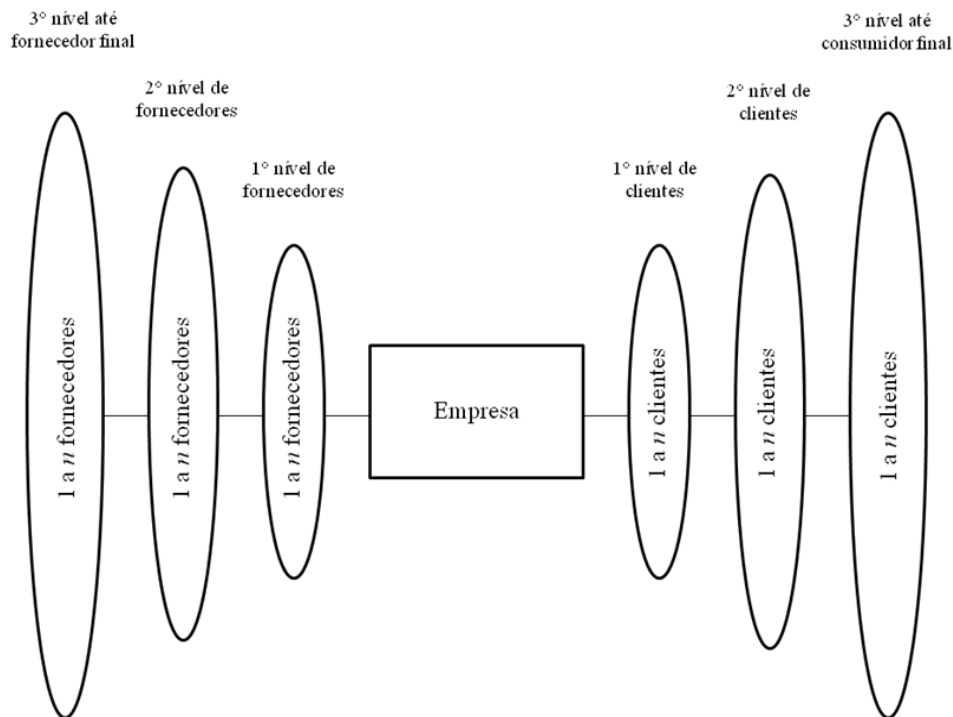 3° nível até
fornecedor final
2° nível de
fornecedores
1° nível de
fornecedores
1° nível de
clientes
2° nível de
clientes
3° nível até
consumidor final
1 a n fornecedores
1 a n fornecedores
1 a n fornecedores
Empresa
1 a n clientes
1 a n clientes
1 a n clientes